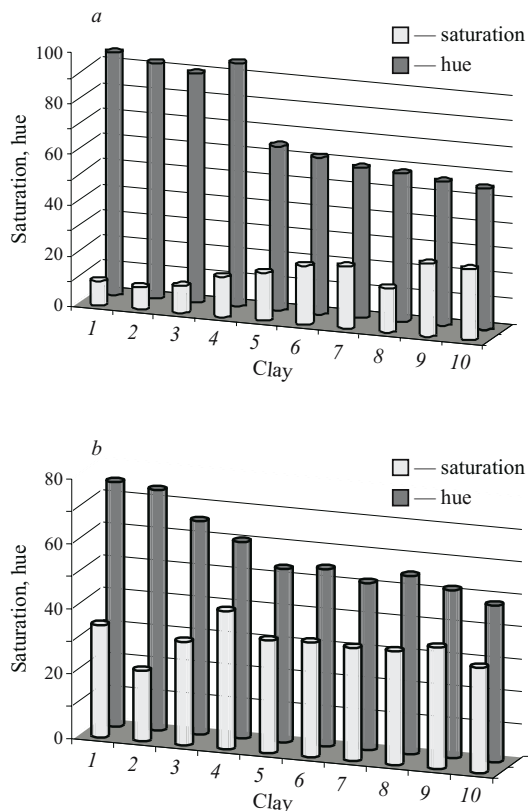 a
— saturation
— hue
Saturation, hue
100
80
60
40
20
0
1 2 3 4 5 6 7 8 9 10
Clay
b
— saturation
— hue
Saturation, hue
80
60
40
20
0
1 2 3 4 5 6 7 8 9 10
Clay